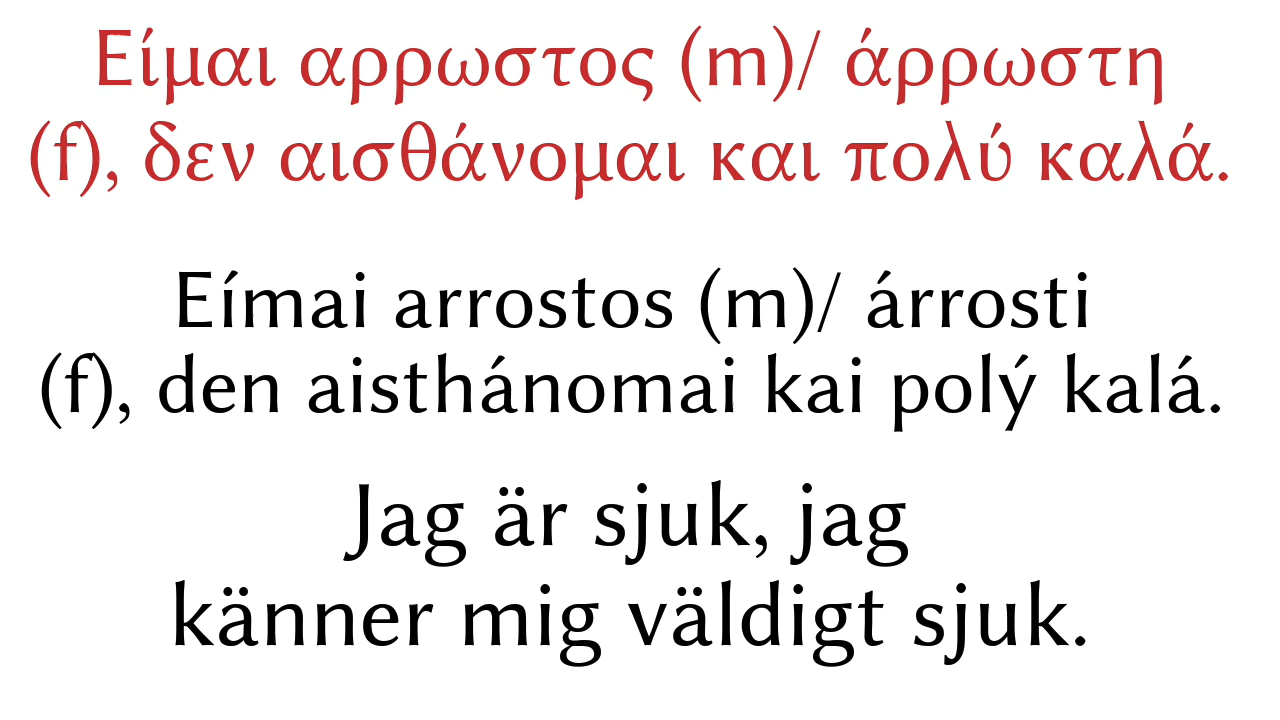 Είμαι αρρωστος (m)/ άρρωστη
(f), δεν αισθάνομαι και πολύ καλά.
Eímai arrostos (m)/ árrosti
(f), den aisthánomai kai polý kalá.
Jag är sjuk, jag
känner mig väldigt sjuk.